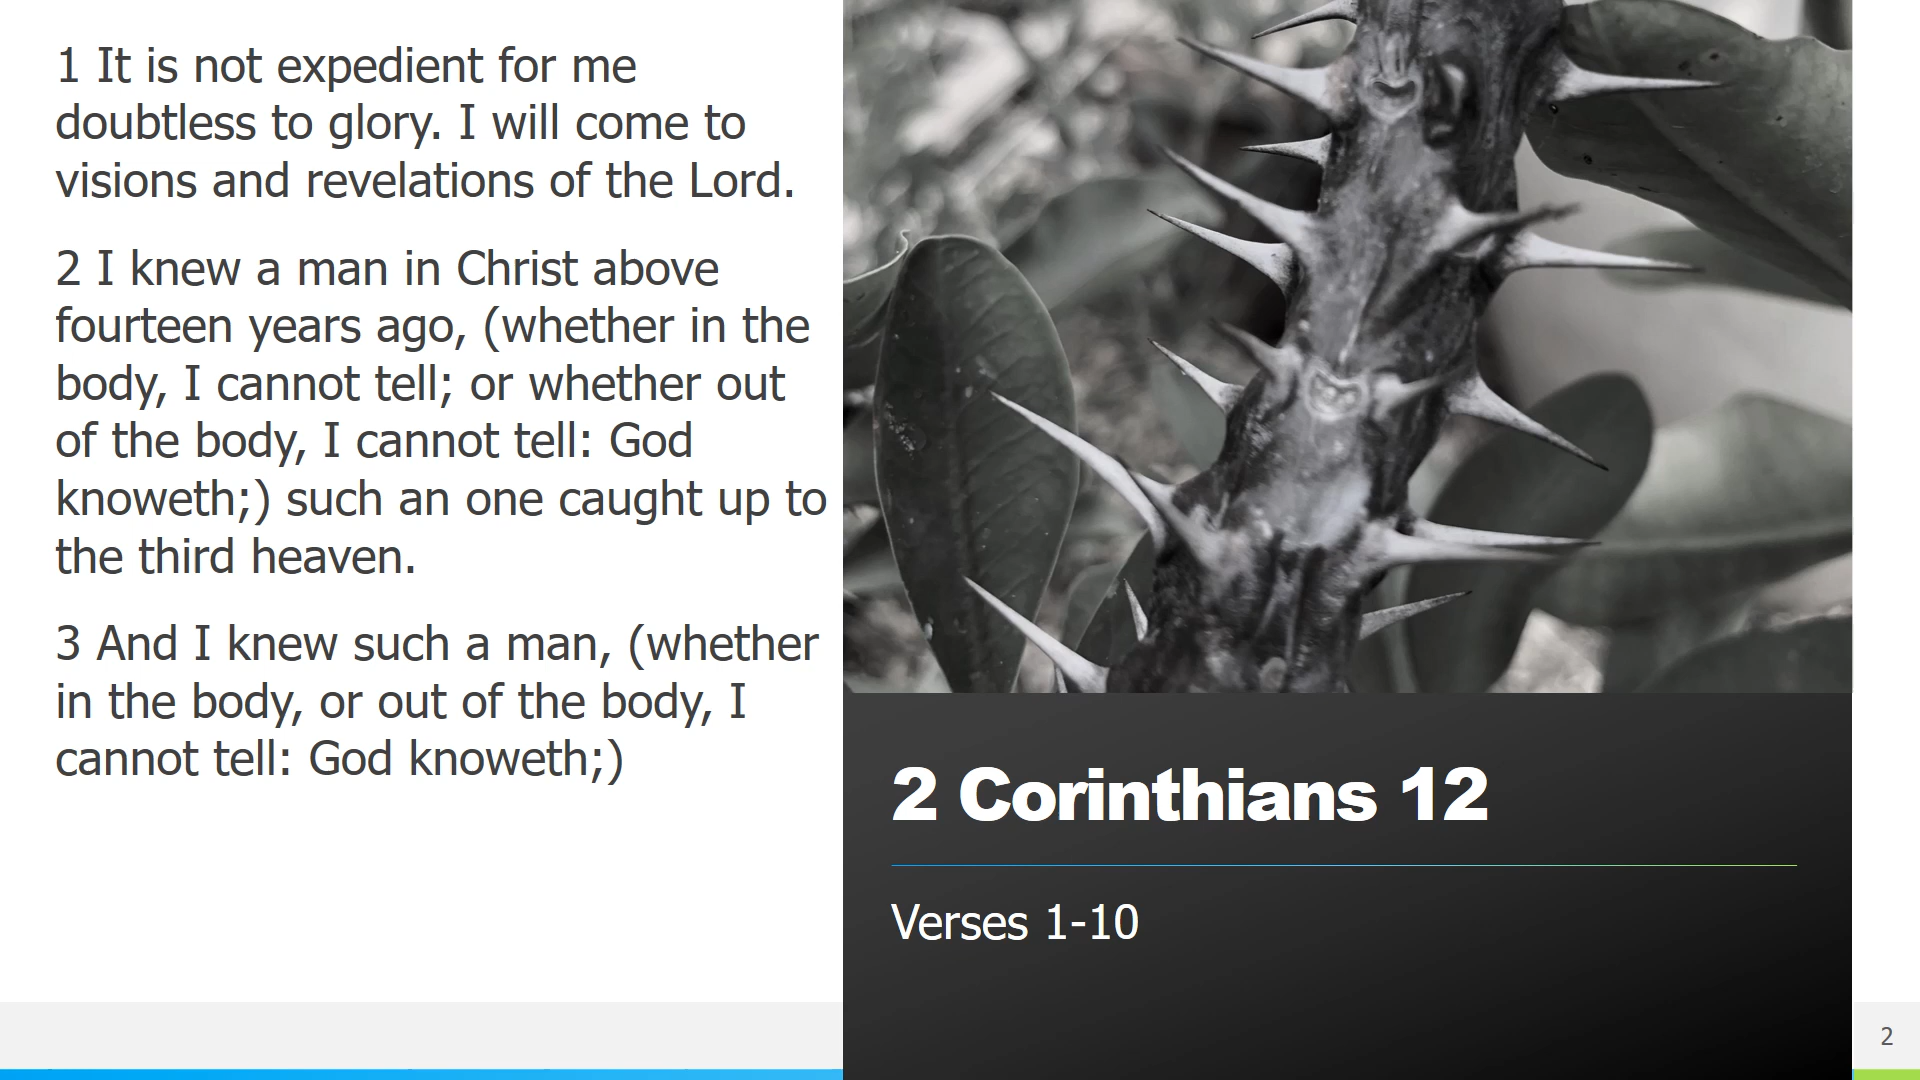 1 It is not expedient for me
doubtless to glory. I will come to
visions and revelations of the Lord.
2 I knew a man in Christ above
fourteen years ago, (whether in the
body, I cannot tell; or whether out
of the body, I cannot tell: God
knoweth;) such an one caught up to
the third heaven.
3 And I knew such a man, (whether
in the body, or out of the body, I
cannot tell: God knoweth;)
2 Corinthians 12
Verses 1-10
2